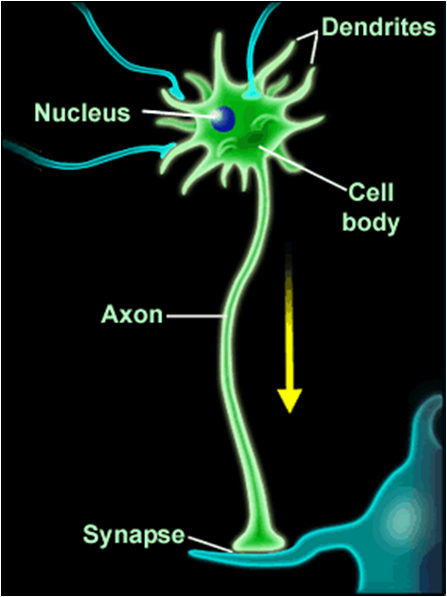 Dendrites
Nucleus
Cell
body
Axon
Synapse